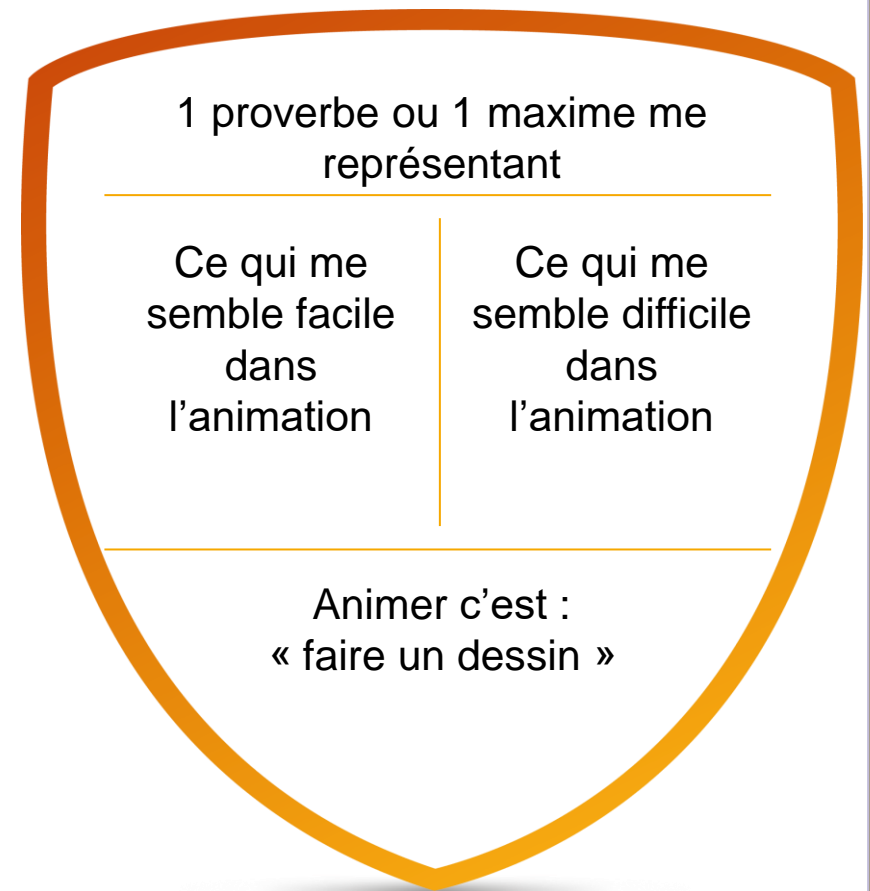 1 proverbe ou 1 maxime me
représentant
Ce qui me
semble facile
dans
l’animation
Ce qui me
semble difficile
dans
l’animation
Animer c’est :
« faire un dessin »